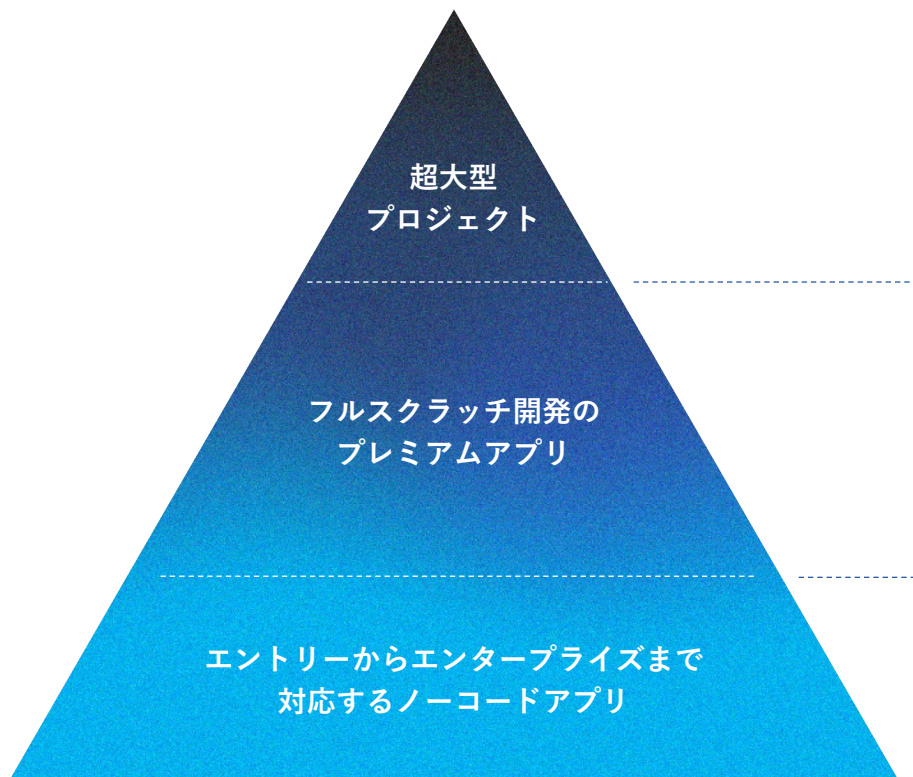 超大型
プロジェクト
フルスクラッチ開発の
プレミアムアプリ
エントリーからエンタープライズまで
対応するノーコードアプリ